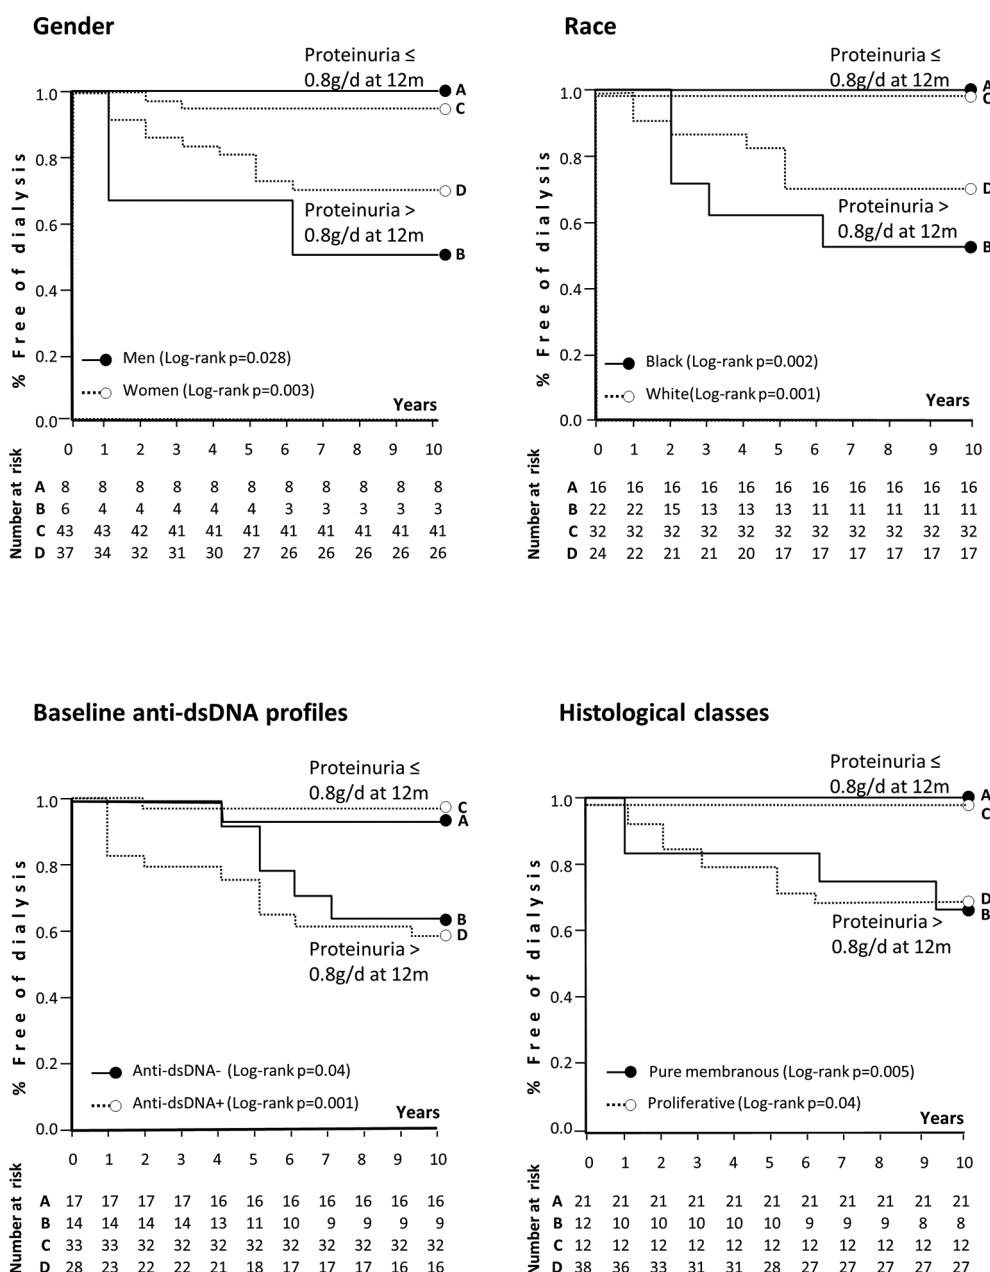 Gender
Proteinuria ≤
0.8g/d at 12m
1.0
0.8
0.6
0.4
0.2
0.0
% Free of dialysis
A
C
D
B
Proteinuria >
0.8g/d at 12m
Men (Log-rank p=0.028)
Women (Log-rank p=0.003)
Years
0 1 2 3 4 5 6 7 8 9 10
Number at risk
A 8 8 8 8 8 8 8 8 8 8 8
B 6 4 4 4 4 4 3 3 3 3 3
C 43 43 42 41 41 41 41 41 41 41 41
D 37 34 32 31 30 27 26 26 26 26 26
Race
Proteinuria ≤
0.8g/d at 12m
1.0
0.8
0.6
0.4
0.2
0.0
% Free of dialysis
A
C
D
B
Proteinuria >
0.8g/d at 12m
Black (Log-rank p=0.002)
White(Log-rank p=0.001)
Years
0 1 2 3 4 5 6 7 8 9 10
Number at risk
A 16 16 16 16 16 16 16 16 16 16 16
B 22 22 15 13 13 13 11 11 11 11 11
C 32 32 32 32 32 32 32 32 32 32 32
D 24 22 21 21 20 17 17 17 17 17 17
Baseline anti-dsDNA profiles
Proteinuria ≤
0.8g/d at 12m
1.0
0.8
0.6
0.4
0.2
0.0
% Free of dialysis
C
A
B
D
Proteinuria >
0.8g/d at 12m
Anti-dsDNA- (Log-rank p=0.04)
Anti-dsDNA+ (Log-rank p=0.001)
Years
0 1 2 3 4 5 6 7 8 9 10
Number at risk
A 17 17 17 17 16 16 16 16 16 16 16
B 14 14 14 14 13 11 10 9 9 9 9
C 33 33 32 32 32 32 32 32 32 32 32
D 28 23 22 22 21 18 17 17 17 16 16
Histological classes
Proteinuria ≤
0.8g/d at 12m
1.0
0.8
0.6
0.4
0.2
0.0
% Free of dialysis
A
C
D
B
Proteinuria >
0.8g/d at 12m
Pure membranous (Log-rank p=0.005)
Proliferative (Log-rank p=0.04)
Years
0 1 2 3 4 5 6 7 8 9 10
Number at risk
A 21 21 21 21 21 21 21 21 21 21 21
B 12 10 10 10 10 10 9 9 9 8 8
C 12 12 12 12 12 12 12 12 12 12 12
D 38 36 33 31 31 28 27 27 27 27 27